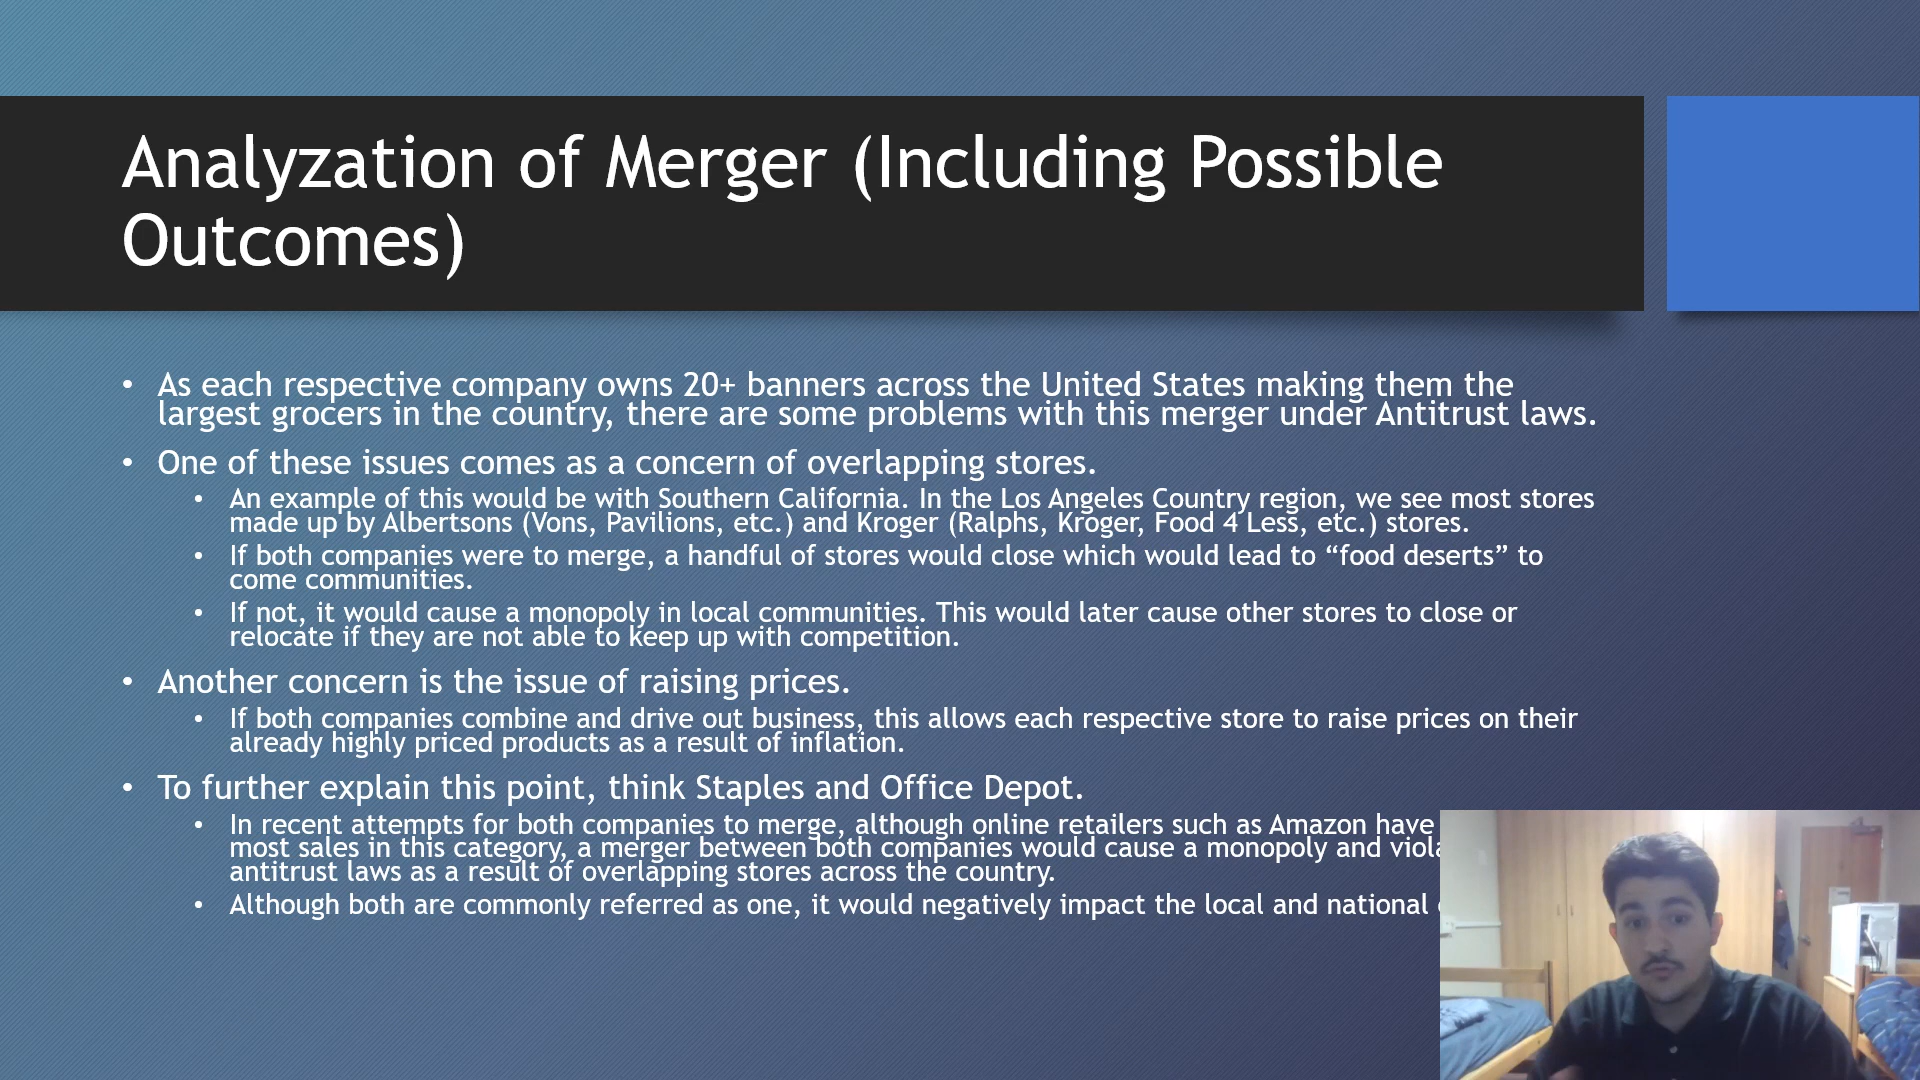 Analyzation of Merger (Including Possible
Outcomes)
• As each respective company owns 20+ banners across the United States making them the
largest grocers in the country, there are some problems with this merger under Antitrust laws.
• One of these issues comes as a concern of overlapping stores.
• An example of this would be with Southern California. In the Los Angeles Country region, we see most stores
made up by Albertsons (Vons, Pavilions, etc.) and Kroger (Ralphs, Kroger, Food 4 Less, etc.) stores.
• If both companies were to merge, a handful of stores would close which would lead to “food deserts” to
come communities.
• If not, it would cause a monopoly in local communities. This would later cause other stores to close or
relocate if they are not able to keep up with competition.
• Another concern is the issue of raising prices.
• If both companies combine and drive out business, this allows each respective store to raise prices on their
already highly priced products as a result of inflation.
• To further explain this point, think Staples and Office Depot.
• In recent attempts for both companies to merge, although online retailers such as Amazon have
most sales in this category, a merger between both companies would cause a monopoly and
antitrust laws as a result of overlapping stores across the country.
• Although both are commonly referred as one, it would negatively impact the local and national